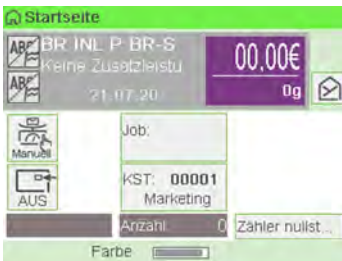 Startseite
BR INL P BR-S
Keine Zusatzleistu
21.07.20
00,00€
0g
Manuell
Job:
AUS
KST: 00001
Marketing
Anzahl 0
Zähler nullst...
Farbe